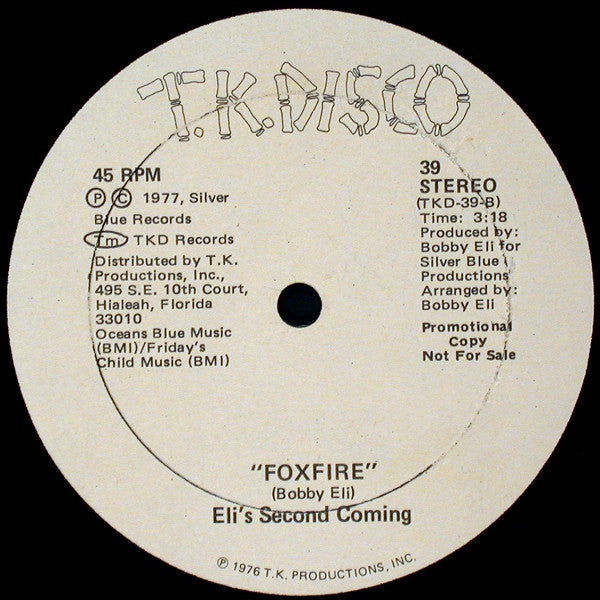 T.K. DISCO
45 RPM
Ⓟ Ⓒ 1977, Silver
Blue Records
Tm TKD Records
Distributed by T.K.
Productions, Inc.,
495 S.E. 10th Court,
Hialeah, Florida
33010
Oceans Blue Music
(BMI)/Friday's
Child Music (BMI)
39
STEREO
(TKD-39-B)
Time: 3:18
Produced by:
Bobby Eli for
Silver Blue
Productions
Arranged by:
Bobby Eli
Promotional
Copy
Not For Sale
"FOXFIRE"
(Bobby Eli)
Eli's Second Coming
Ⓟ 1976 T.K. PRODUCTIONS, INC.